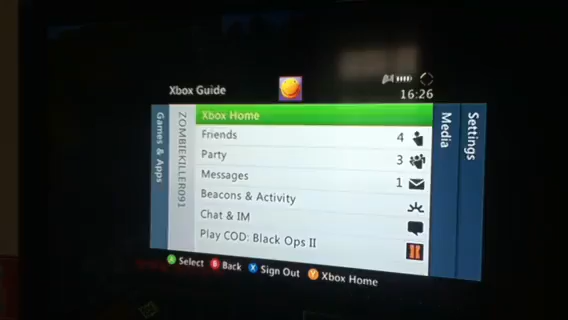 Xbox Guide
16:26
Games & Apps
ZOMBIEKILLER091
Xbox Home
Friends 4
Party 3
Messages 1
Beacons & Activity
Chat & IM
Play COD: Black Ops II
Media
Settings
A Select B Back X Sign Out Y Xbox Home